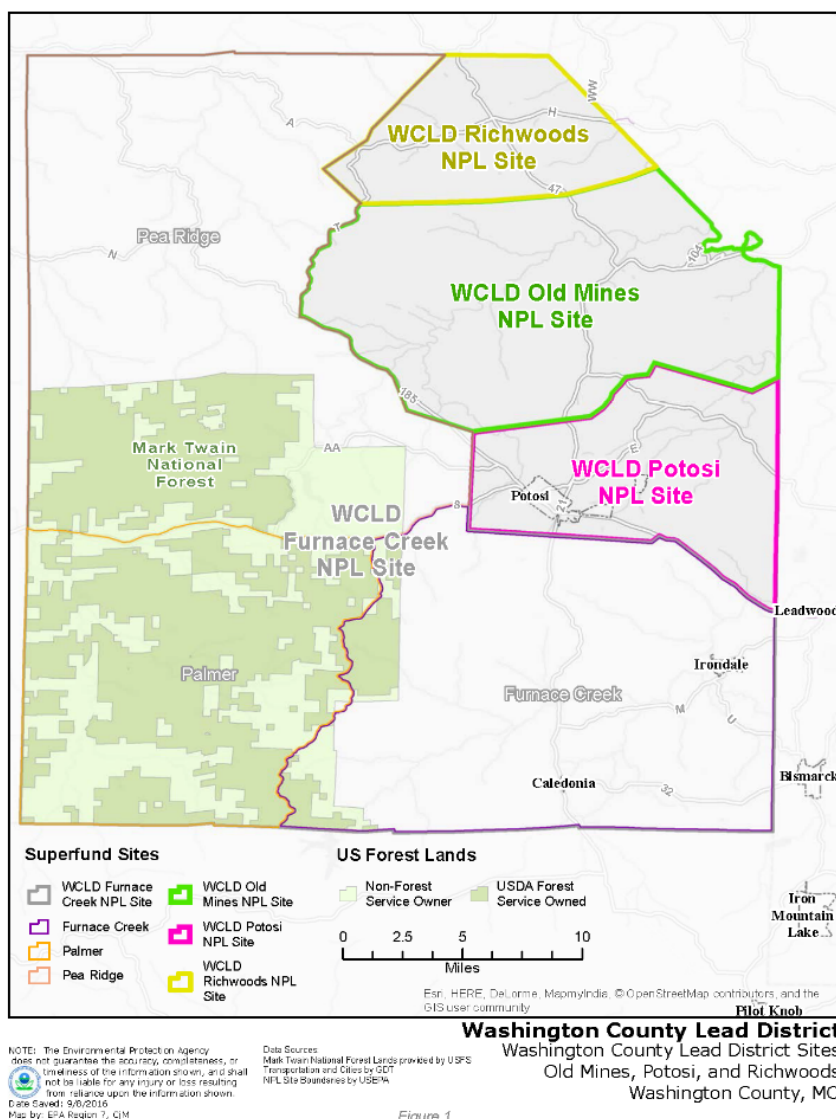 WW
H
A
WCLD Richwoods
NPL Site
47
T
Pea Ridge
N
104
WCLD Old Mines
NPL Site
185
Mark Twain
National
Forest
AA
E
WCLD Potosi
NPL Site
Potosi
8
21
WCLD
Furnace Creek
NPL Site
Leadwood
Irondale
Palmer
Furnace Creek
M
U
Caledonia
32
Bismarck
Superfund Sites
WCLD Furnace
Creek NPL Site
Furnace Creek
Palmer
Pea Ridge
WCLD Old
Mines NPL Site
WCLD Potosi
NPL Site
WCLD
Richwoods NPL
Site
US Forest Lands
Non-Forest
Service Owner
USDA Forest
Service Owned
0 2.5 5 10
Miles
Iron
Mountain
Lake
Esri, HERE, DeLorme, MapmyIndia, © OpenStreetMap contributors, and the
GIS user community
Pilot Knob
Washington County Lead District
Washington County Lead District Sites
Old Mines, Potosi, and Richwoods
Washington County, MO
NOTE: The Environmental Protection Agency
does not guarantee the accuracy, completeness, or
timeliness of the information shown, and shall
not be liable for any injury or loss resulting
from reliance upon the information shown.
Date Saved: 9/8/2016
Map by: EPA Region 7, CJM
Data Sources:
Mark Twain National Forest Lands provided by USFS
Transportation and Cities by GDT
NPL Site Boundaries by USEPA
Figure 1